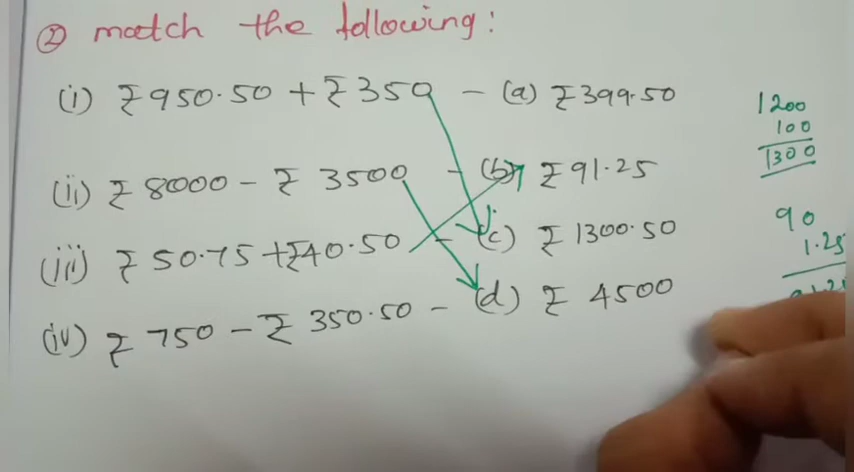 ② match the following:
(i) ₹950.50 + ₹350 - (a) ₹399.50
(ii) ₹8000 - ₹3500 - (b) ₹91.25
(iii) ₹50.75 + ₹40.50 - (c) ₹1300.50
(iv) ₹750 - ₹350.50 - (d) ₹4500
1200
100
1300
90
1.25